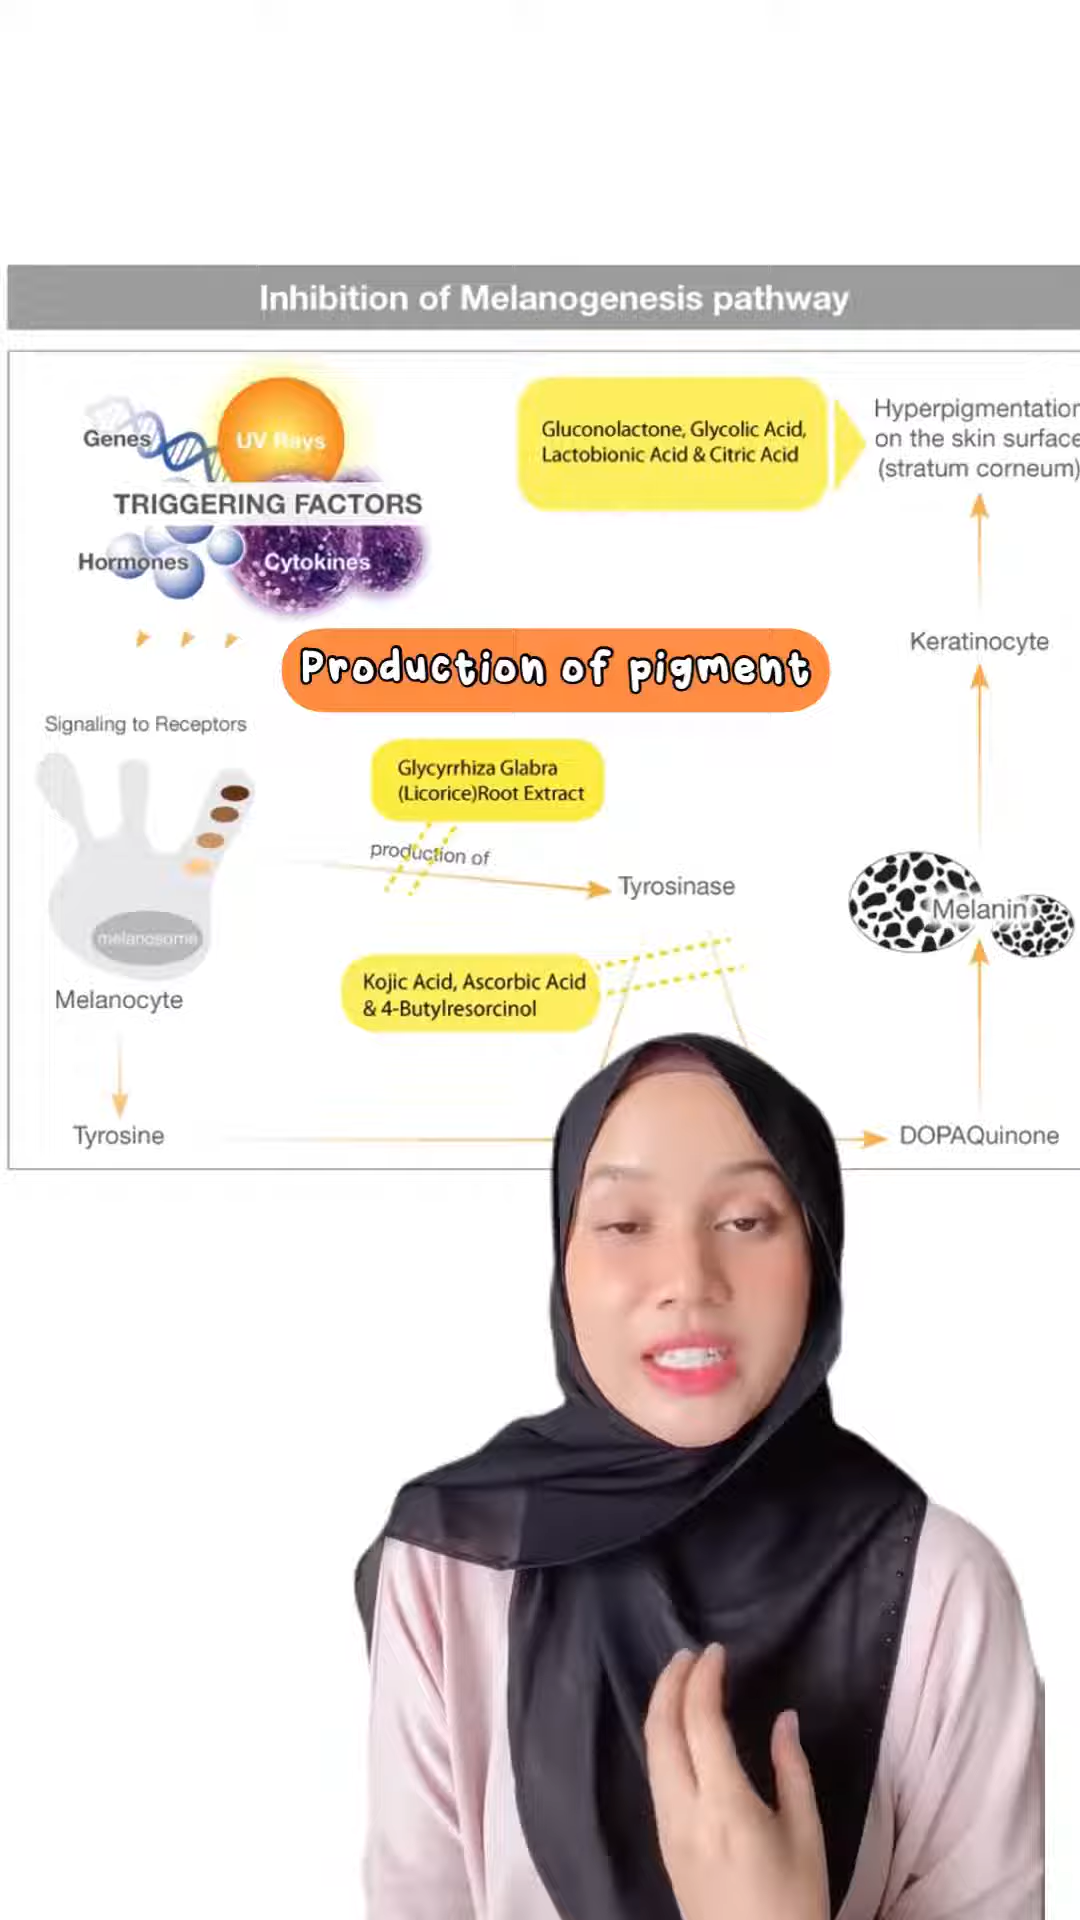 Inhibition of Melanogenesis pathway
Genes
UV Rays
TRIGGERING FACTORS
Hormones
Cytokines
Gluconolactone, Glycolic Acid,
Lactobionic Acid & Citric Acid
Hyperpigmentation
on the skin surface
(stratum corneum)
Production of pigment
Keratinocyte
Signaling to Receptors
Glycyrrhiza Glabra
(Licorice)Root Extract
production of
Tyrosinase
Melanin
melanosome
Kojic Acid, Ascorbic Acid
& 4-Butylresorcinol
Melanocyte
Tyrosine
DOPAQuinone